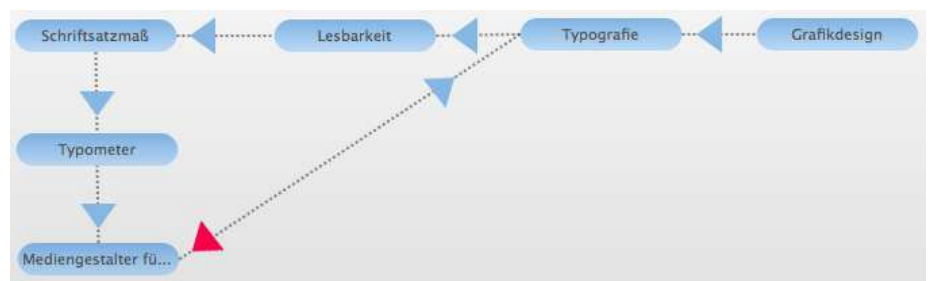 Schriftsatzmaß
Lesbarkeit
Typografie
Grafikdesign
Typometer
Mediengestalter fü...